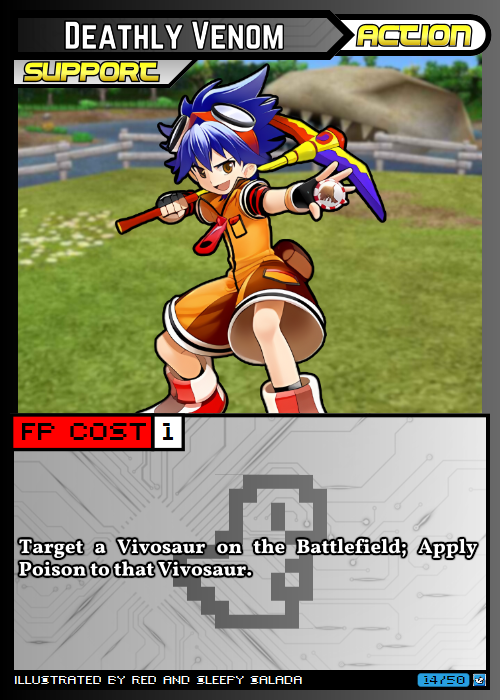 Deathly Venom
ACTION
SUPPORT
FP COST 1
Target a Vivosaur on the Battlefield; Apply
Poison to that Vivosaur.
ILLUSTRATED BY RED AND SLEEPY SALADA
14/50